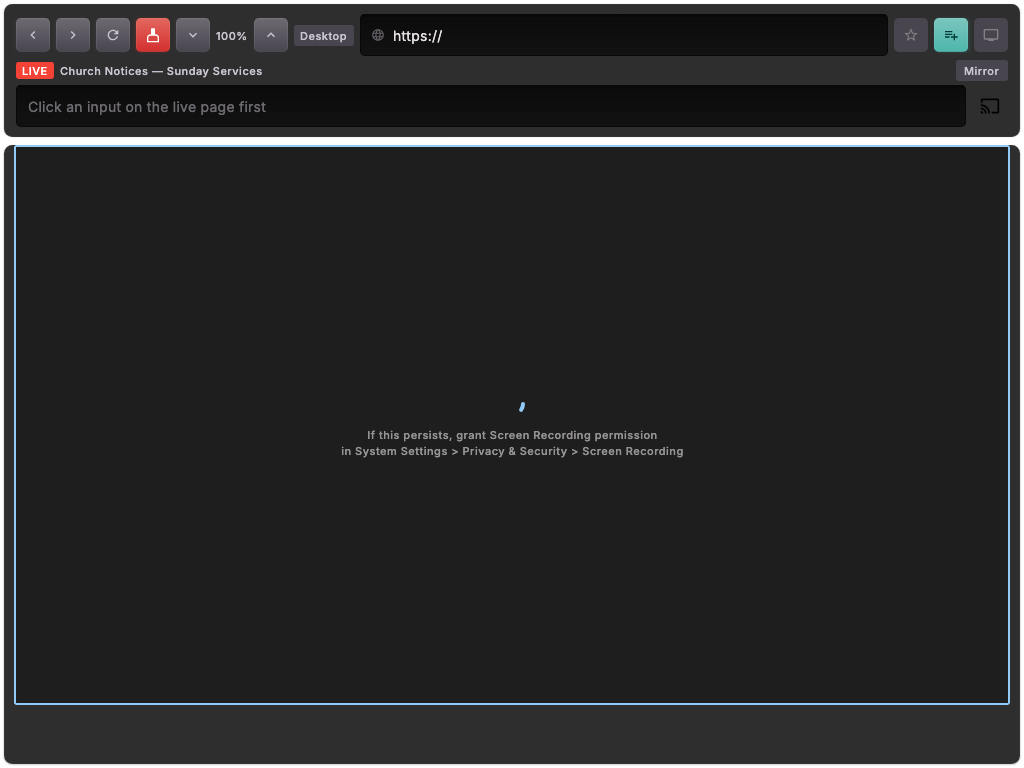 100%
Desktop
https://
LIVE
Church Notices — Sunday Services
Mirror
Click an input on the live page first
If this persists, grant Screen Recording permission
in System Settings > Privacy & Security > Screen Recording